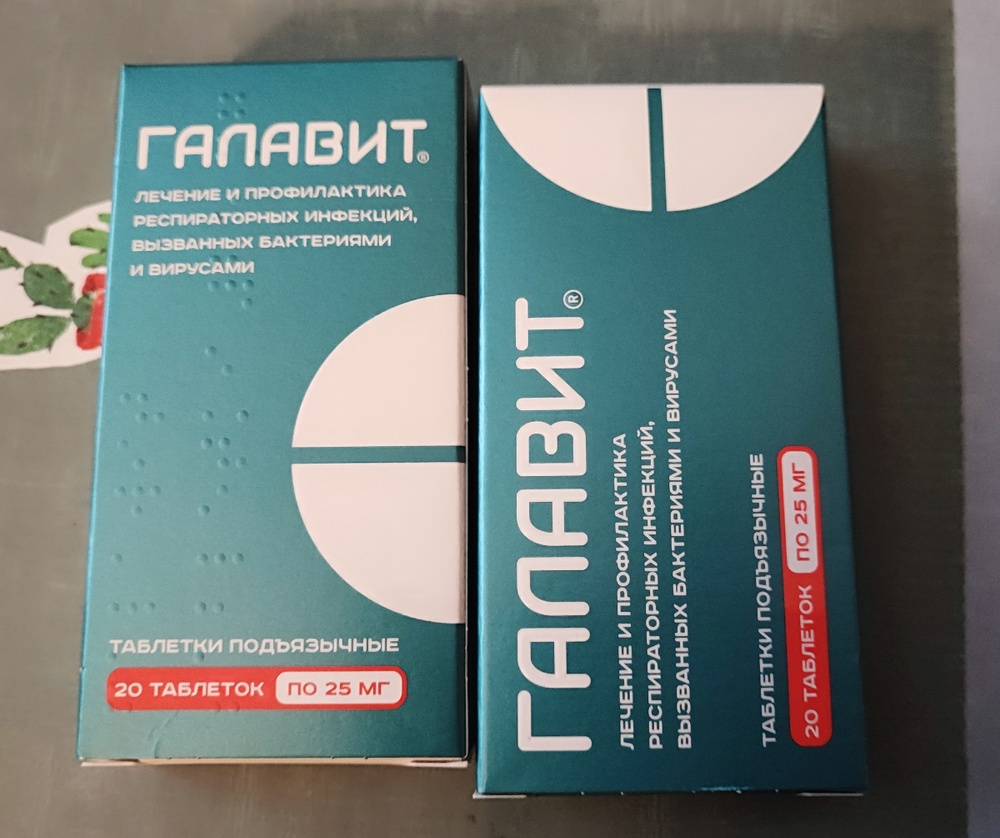 ГАЛАВИТ®
ЛЕЧЕНИЕ И ПРОФИЛАКТИКА
РЕСПИРАТОРНЫХ ИНФЕКЦИЙ,
ВЫЗВАННЫХ БАКТЕРИЯМИ
И ВИРУСАМИ
ТАБЛЕТКИ ПОДЪЯЗЫЧНЫЕ
20 ТАБЛЕТОК ПО 25 МГ
ГАЛАВИТ®
ЛЕЧЕНИЕ И ПРОФИЛАКТИКА
РЕСПИРАТОРНЫХ ИНФЕКЦИЙ,
ВЫЗВАННЫХ БАКТЕРИЯМИ И ВИРУСАМИ
ТАБЛЕТКИ ПОДЪЯЗЫЧНЫЕ
20 ТАБЛЕТОК ПО 25 МГ